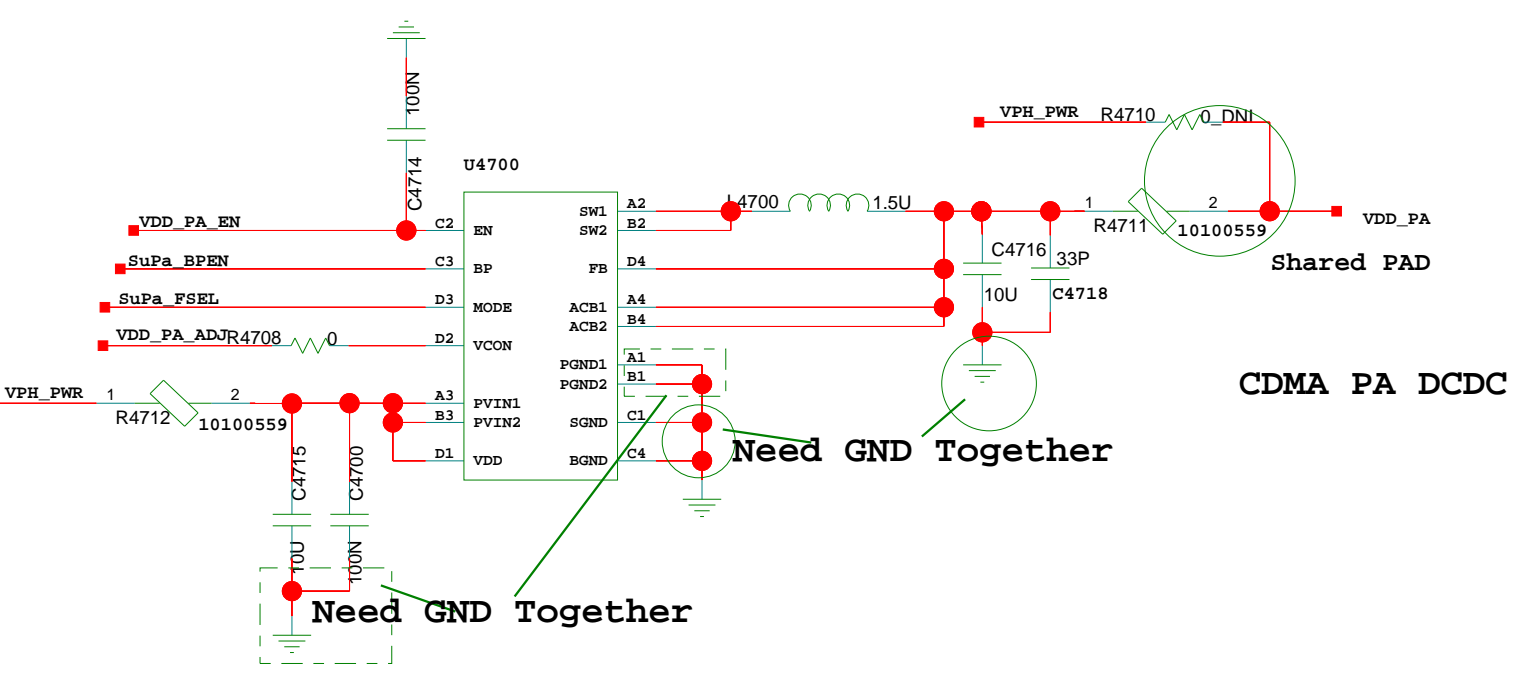 100N
C4714
U4700
VPH_PWR R4710 0_DNI
L4700 1.5U
1 2
R4711 10100559
VDD_PA
Shared PAD
VDD_PA_EN C2 EN
SuPa_BPEN C3 BP
SuPa_FSEL D3 MODE
VDD_PA_ADJ R4708 0 D2 VCON
VPH_PWR 1 2 A3 PVIN1
R4712 10100559 B3 PVIN2
D1 VDD
SW1 A2
SW2 B2
FB D4
ACB1 A4
ACB2 B4
PGND1 A1
PGND2 B1
SGND C1
BGND C4
C4716 33P
10U C4718
CDMA PA DCDC
Need GND Together
C4715 C4700
10U 100N
Need GND Together